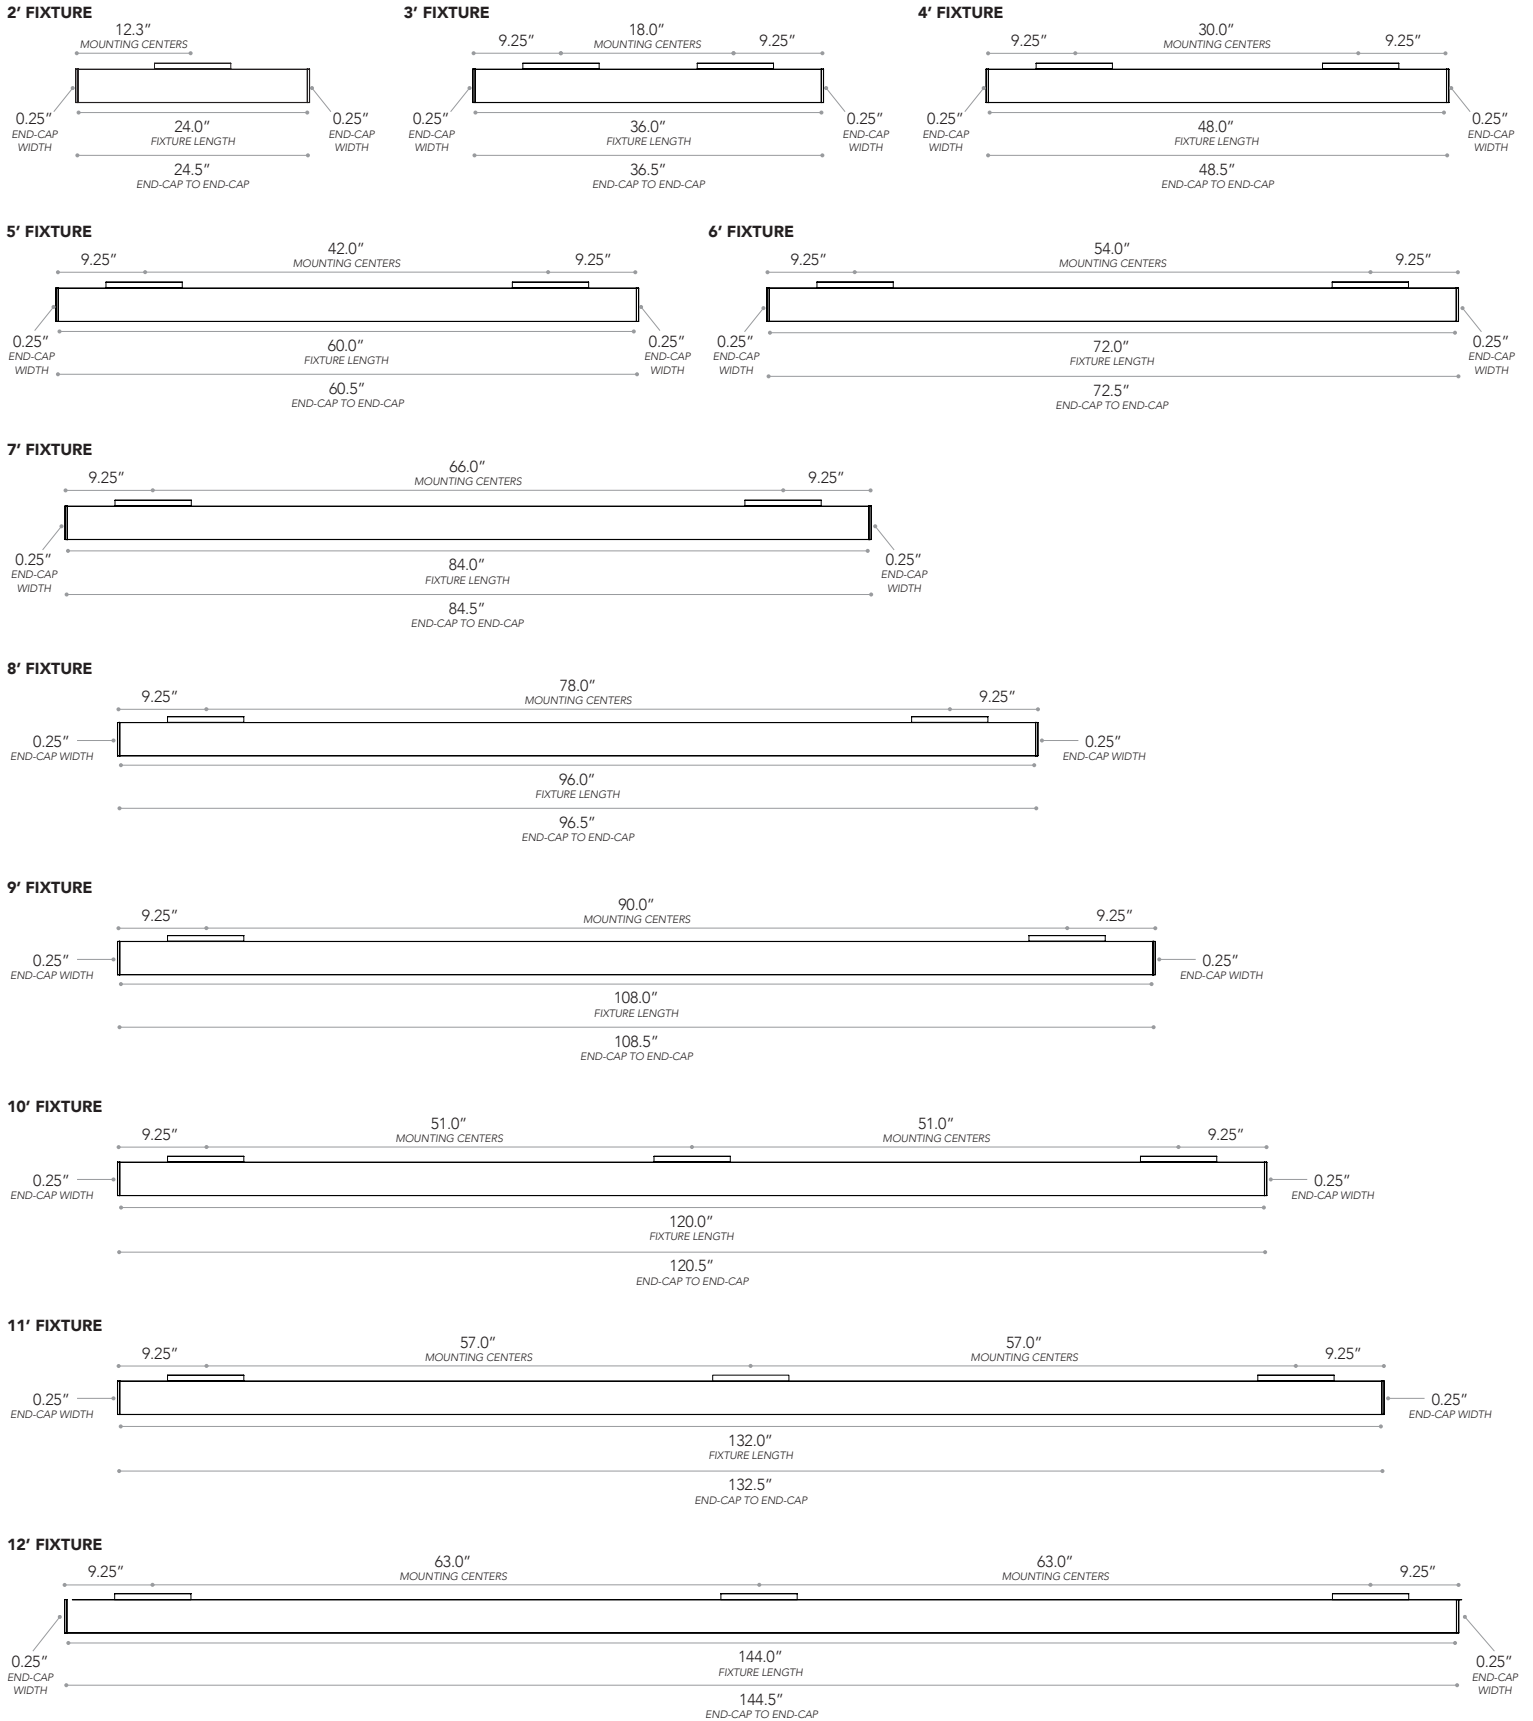 2’ FIXTURE
12.3”
MOUNTING CENTERS
0.25”
END-CAP
WIDTH
0.25”
END-CAP
WIDTH
24.0”
FIXTURE LENGTH
24.5”
END-CAP TO END-CAP
3’ FIXTURE
9.25”
18.0”
MOUNTING CENTERS
9.25”
0.25”
END-CAP
WIDTH
0.25”
END-CAP
WIDTH
36.0”
FIXTURE LENGTH
36.5”
END-CAP TO END-CAP
4’ FIXTURE
9.25”
30.0”
MOUNTING CENTERS
9.25”
0.25”
END-CAP
WIDTH
0.25”
END-CAP
WIDTH
48.0”
FIXTURE LENGTH
48.5”
END-CAP TO END-CAP
5’ FIXTURE
9.25”
42.0”
MOUNTING CENTERS
9.25”
0.25”
END-CAP
WIDTH
0.25”
END-CAP
WIDTH
60.0”
FIXTURE LENGTH
60.5”
END-CAP TO END-CAP
6’ FIXTURE
9.25”
54.0”
MOUNTING CENTERS
9.25”
0.25”
END-CAP
WIDTH
0.25”
END-CAP
WIDTH
72.0”
FIXTURE LENGTH
72.5”
END-CAP TO END-CAP
7’ FIXTURE
9.25”
66.0”
MOUNTING CENTERS
9.25”
0.25”
END-CAP
WIDTH
0.25”
END-CAP
WIDTH
84.0”
FIXTURE LENGTH
84.5”
END-CAP TO END-CAP
8’ FIXTURE
9.25”
78.0”
MOUNTING CENTERS
9.25”
0.25”
END-CAP WIDTH
0.25”
END-CAP WIDTH
96.0”
FIXTURE LENGTH
96.5”
END-CAP TO END-CAP
9’ FIXTURE
9.25”
90.0”
MOUNTING CENTERS
9.25”
0.25”
END-CAP WIDTH
0.25”
END-CAP WIDTH
108.0”
FIXTURE LENGTH
108.5”
END-CAP TO END-CAP
10’ FIXTURE
9.25”
51.0”
MOUNTING CENTERS
51.0”
MOUNTING CENTERS
9.25”
0.25”
END-CAP WIDTH
0.25”
END-CAP WIDTH
120.0”
FIXTURE LENGTH
120.5”
END-CAP TO END-CAP
11’ FIXTURE
9.25”
57.0”
MOUNTING CENTERS
57.0”
MOUNTING CENTERS
9.25”
0.25”
END-CAP WIDTH
0.25”
END-CAP WIDTH
132.0”
FIXTURE LENGTH
132.5”
END-CAP TO END-CAP
12’ FIXTURE
9.25”
63.0”
MOUNTING CENTERS
63.0”
MOUNTING CENTERS
9.25”
0.25”
END-CAP
WIDTH
0.25”
END-CAP
WIDTH
144.0”
FIXTURE LENGTH
144.5”
END-CAP TO END-CAP